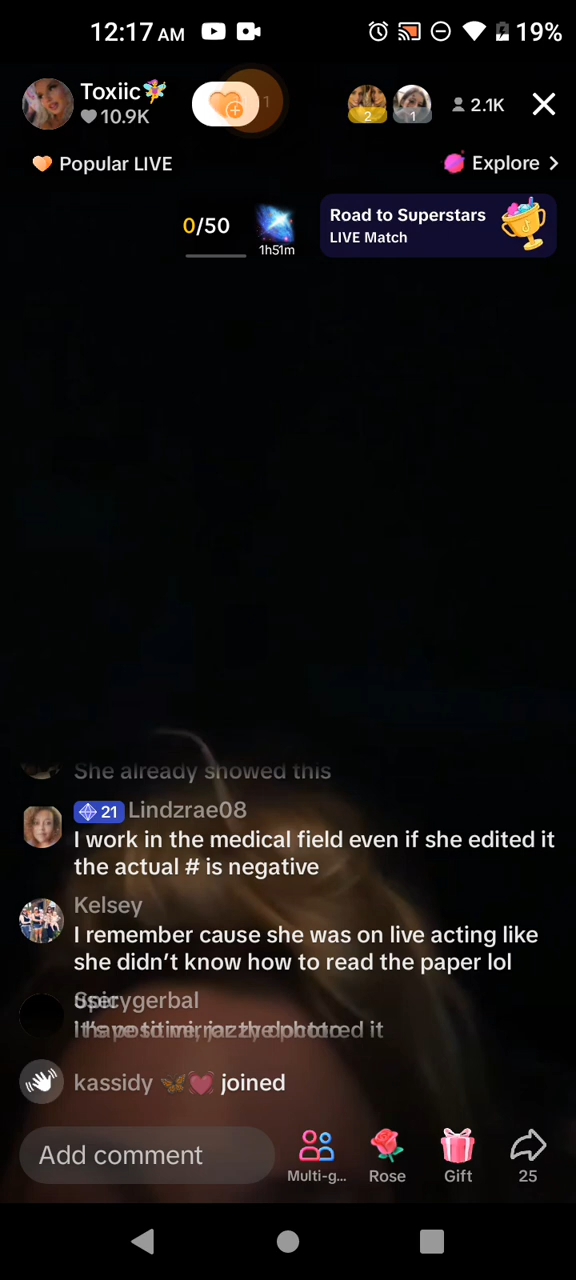 12:17 AM
19%
Toxiic
10.9K
1
2
1
2.1K
Popular LIVE
Explore >
0/50
1h51m
Road to Superstars
LIVE Match
She already showed this
21 Lindzrae08
I work in the medical field even if she edited it
the actual # is negative
Kelsey
I remember cause she was on live acting like
she didn't know how to read the paper lol
kassidy 🦋💓 joined
Add comment
Multi-g...
Rose
Gift
25